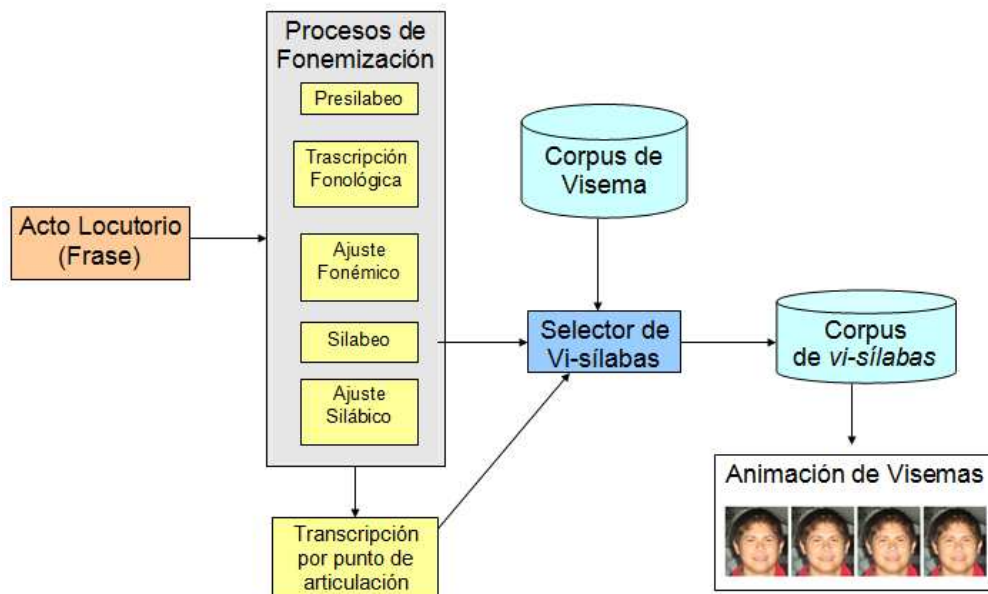 Procesos de
Fonemización
Presilabeo
Trascripción
Fonológica
Ajuste
Fonémico
Silabeo
Ajuste
Silábico
Acto Locutorio
(Frase)
Corpus de
Visema
Selector de
Vi-sílabas
Corpus
de vi-sílabas
Transcripción
por punto de
articulación
Animación de Visemas